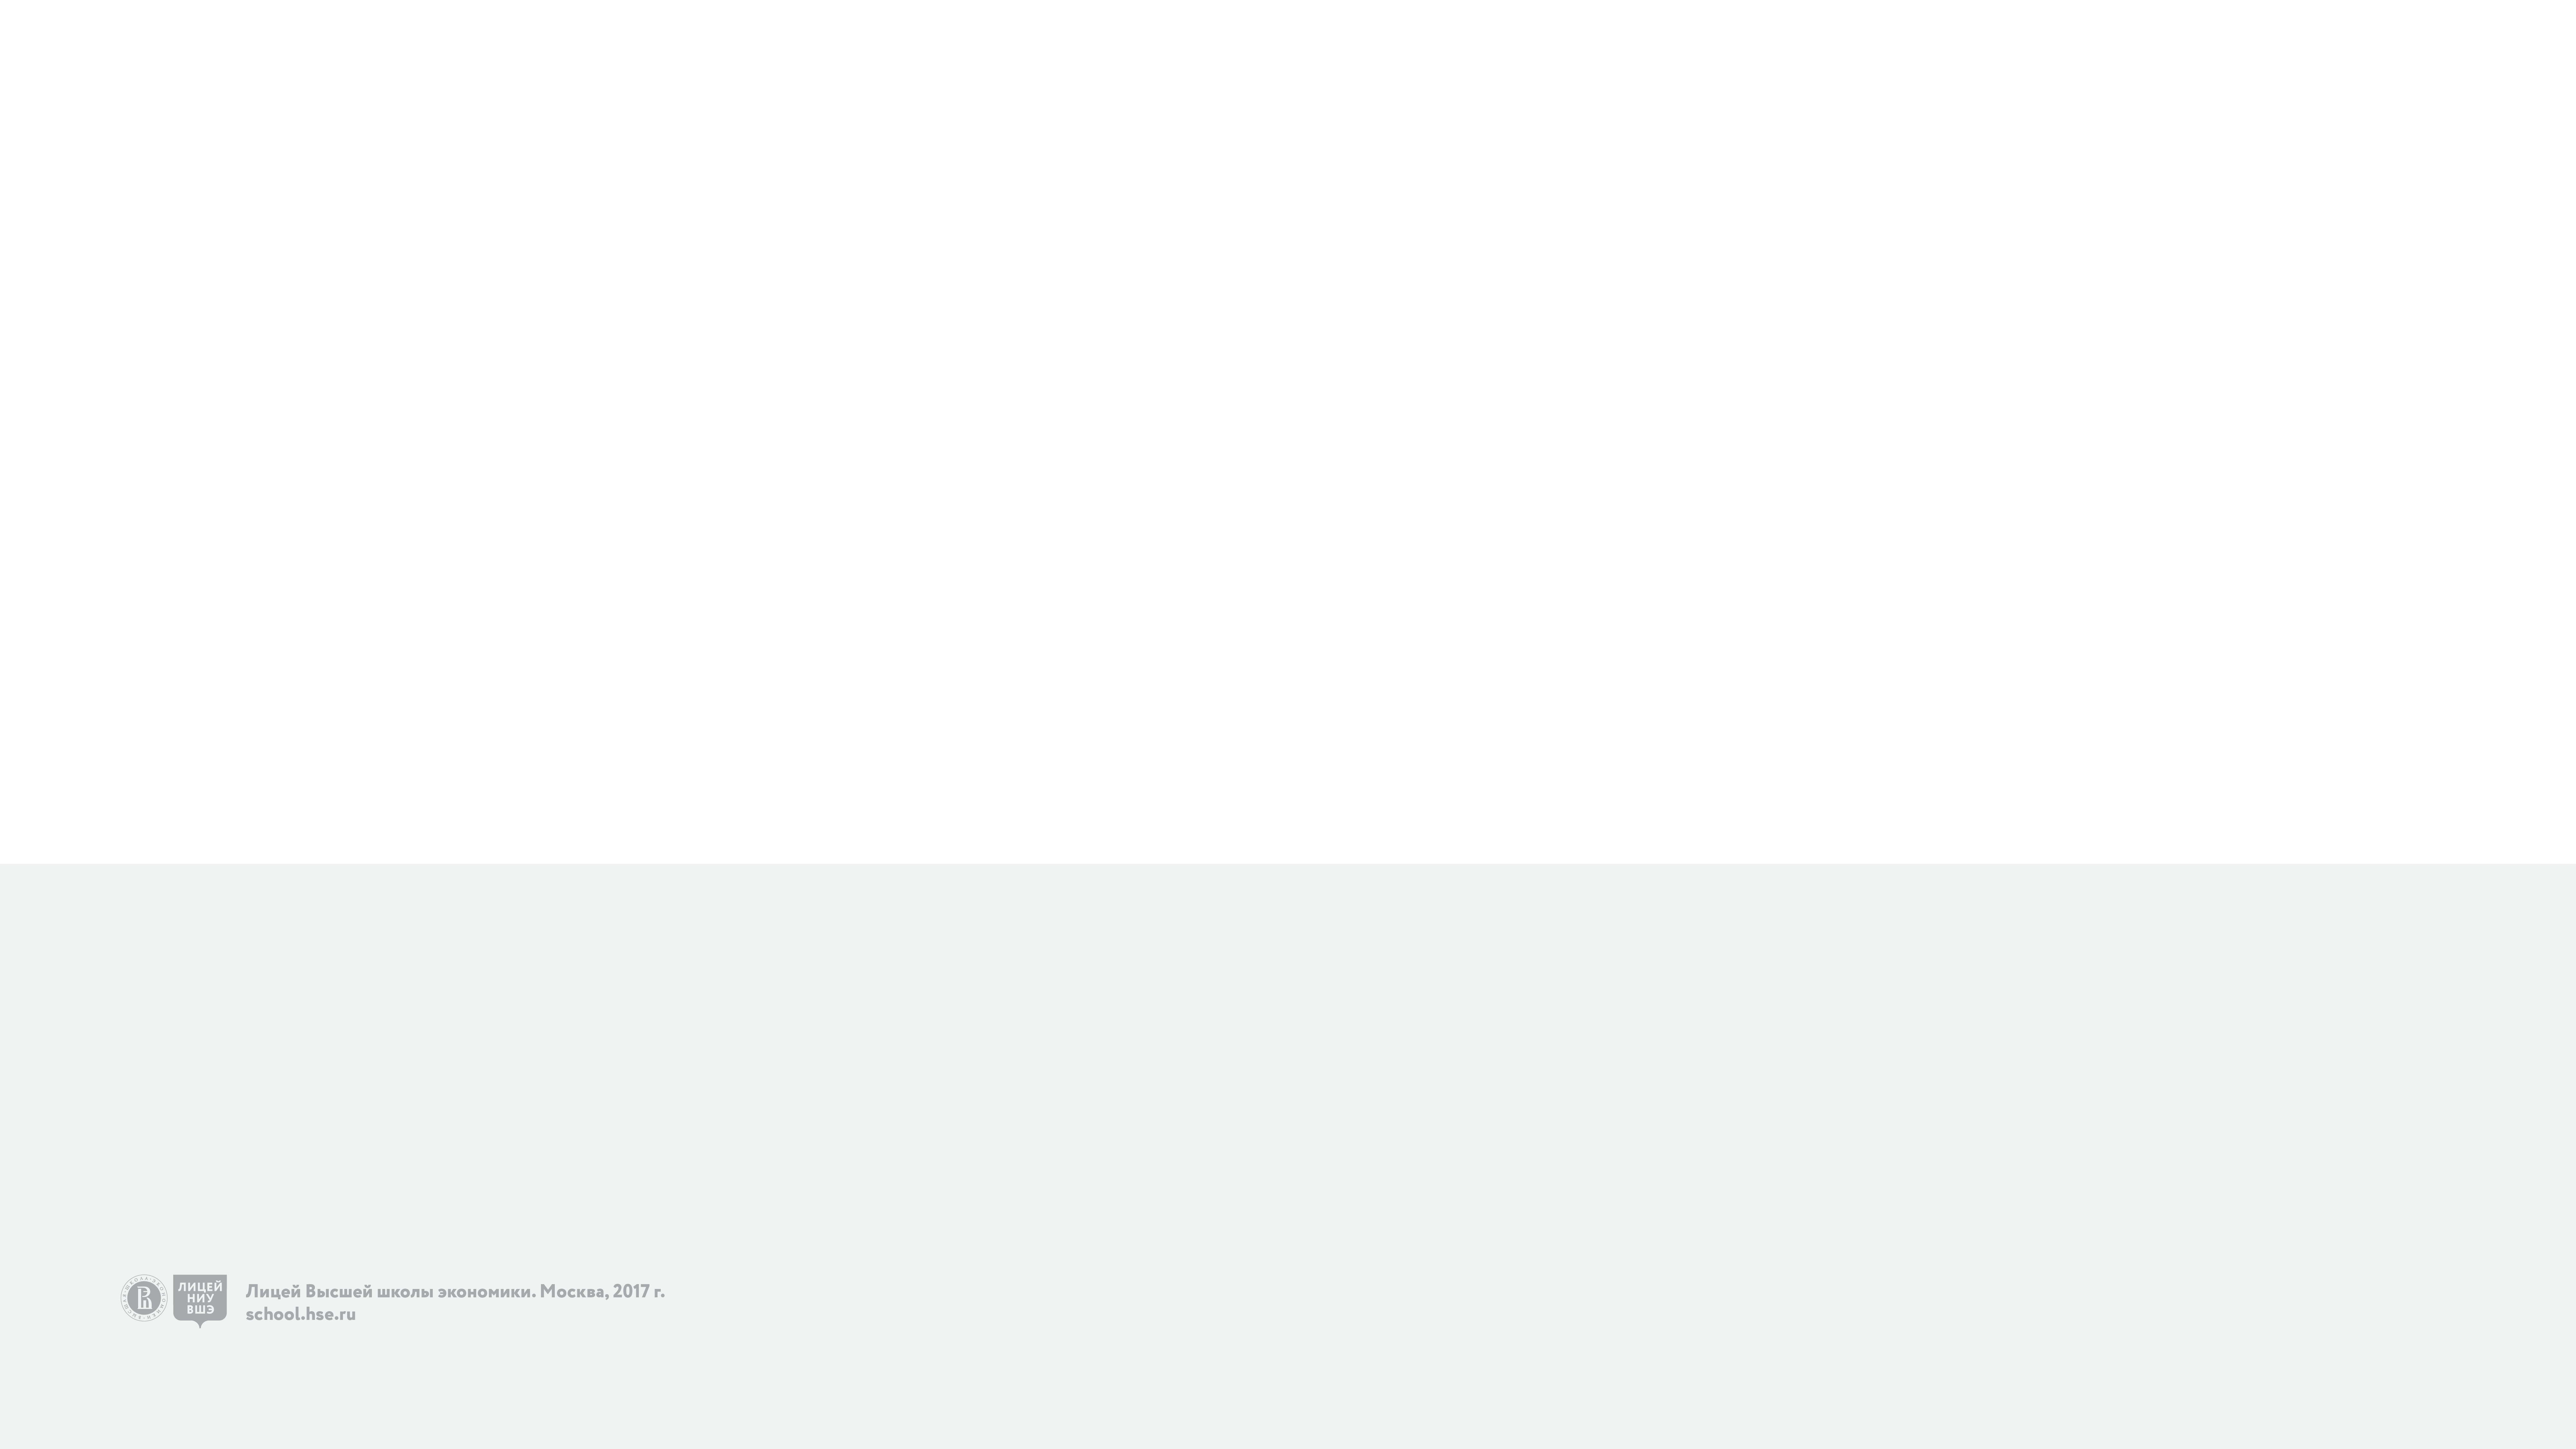 ЛИЦЕЙ
НИУ
ВШЭ
Лицей Высшей школы экономики. Москва, 2017 г.
school.hse.ru